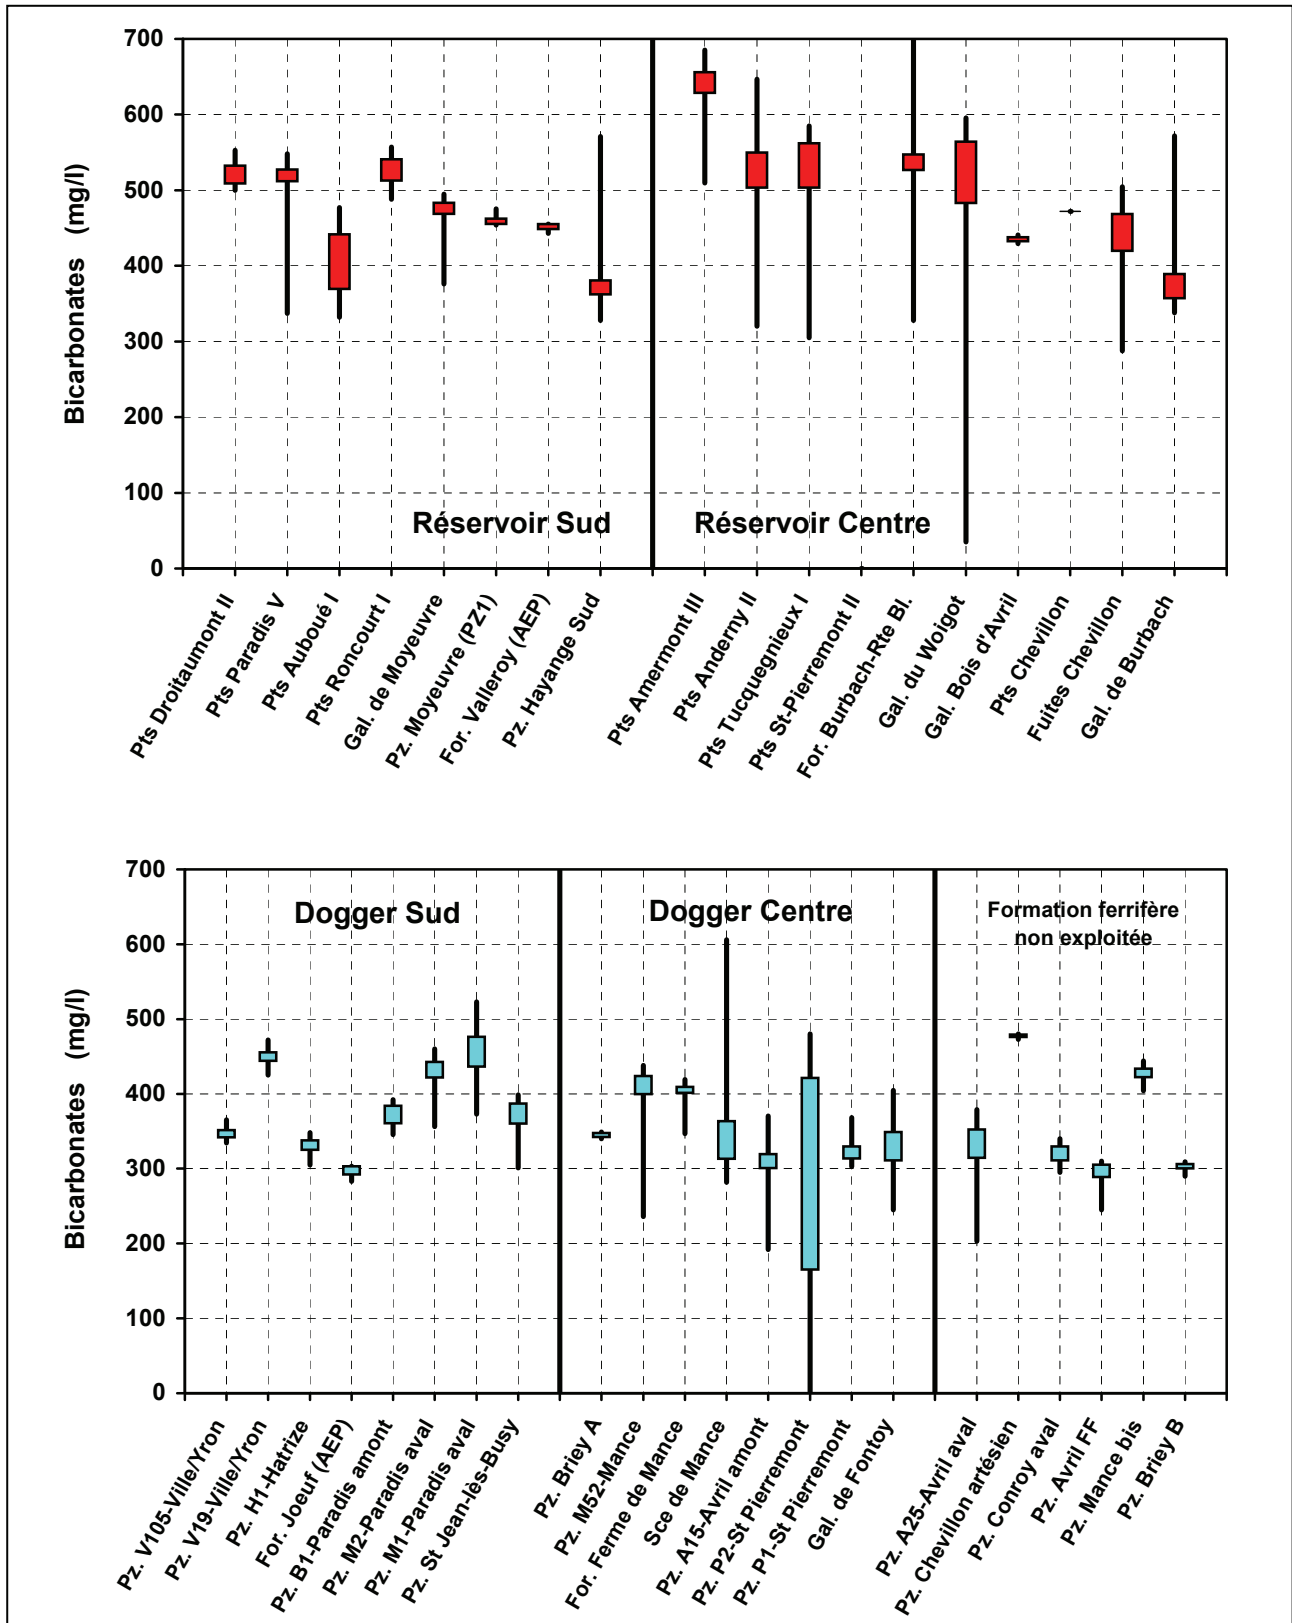 700
600
500
400
300
200
100
0
Bicarbonates (mg/l)
Réservoir Sud
Réservoir Centre
Pts Droitaumont II
Pts Paradis V
Pts Auboué I
Pts Roncourt I
Gal. de Moyeuvre
Pz. Moyeuvre (PZ1)
For. Valleroy (AEP)
Pz. Hayange Sud
Pts Amermont III
Pts Anderny II
Pts Tucquegnieux I
Pts St-Pierremont II
For. Burbach-Rte Bl.
Gal. du Woigot
Gal. Bois d'Avril
Pts Chevillon
Fuites Chevillon
Gal. de Burbach
700
600
500
400
300
200
100
0
Bicarbonates (mg/l)
Dogger Sud
Dogger Centre
Formation ferrifère
non exploitée
Pz. V105-Ville/Yron
Pz. V19-Ville/Yron
Pz. H1-Hatrize
For. Joeuf (AEP)
Pz. B1-Paradis amont
Pz. M2-Paradis aval
Pz. M1-Paradis aval
Pz. St Jean-lès-Busy
Pz. Briey A
Pz. M52-Mance
For. Ferme de Mance
Sce de Mance
Pz. A15-Avril amont
Pz. P2-St Pierremont
Pz. P1-St Pierremont
Gal. de Fontoy
Pz. A25-Avril aval
Pz. Chevillon artésien
Pz. Conroy aval
Pz. Avril FF
Pz. Mance bis
Pz. Briey B